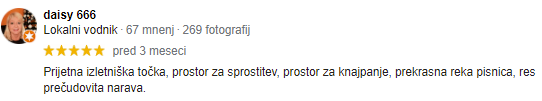 daisy 666
Lokalni vodnik · 67 mnenj · 269 fotografij
pred 3 meseci
Prijetna izletniška točka, prostor za sprostitev, prostor za knajpanje, prekrasna reka pisnica, res
prečudovita narava.